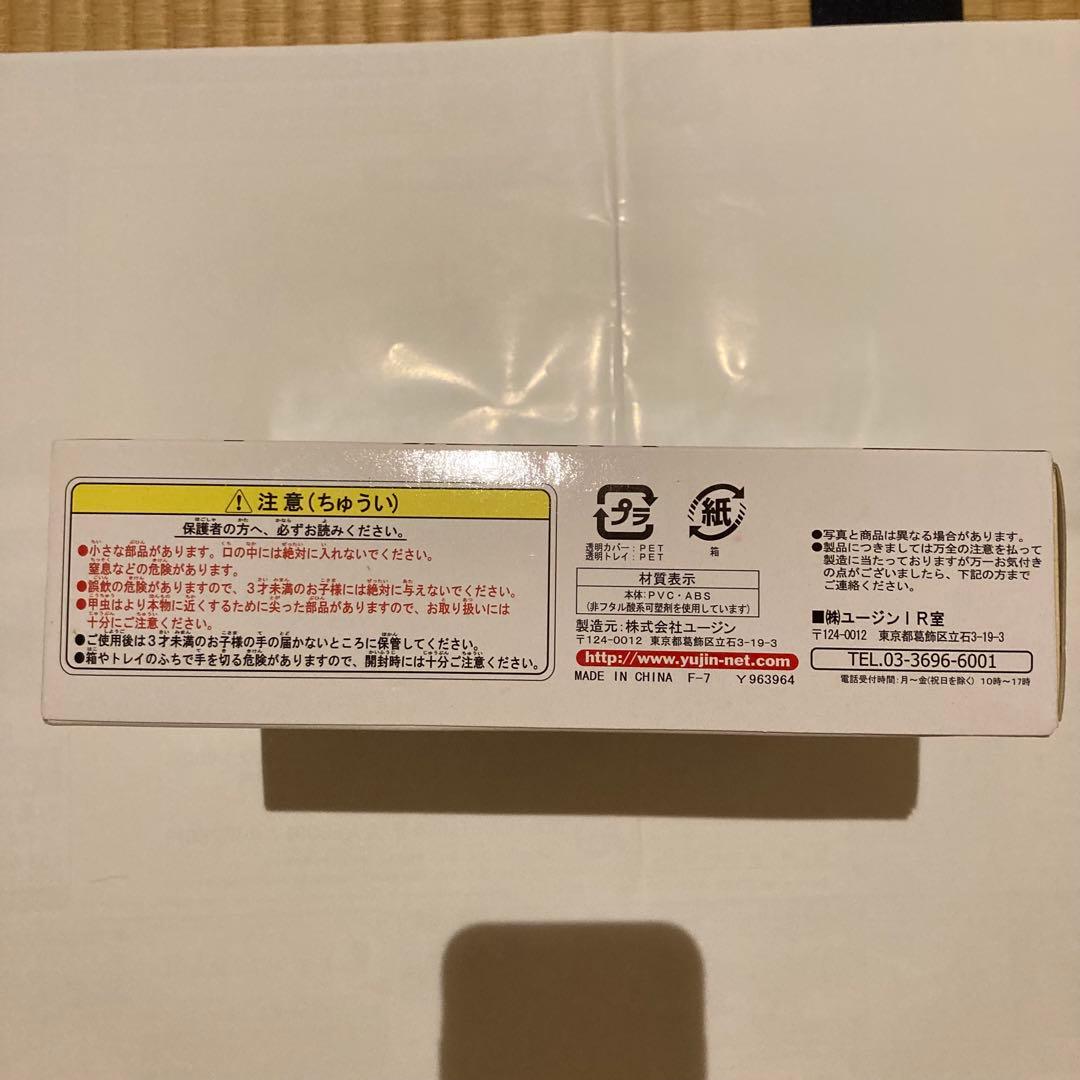 注意(ちゅうい)
保護者の方へ、必ずお読みください。
●小さな部品があります。口の中には絶対に入れないでください。
窒息などの危険があります。
●誤飲の危険がありますので、3才未満のお子様には絶対に与えないでください。
●甲虫はより本物に近くするために尖った部品がありますので、お取り扱いには
十分にご注意ください。
●ご使用後は3才未満のお子様の手の届かないところに保管してください。
●箱やトレイのふちで手を切る危険がありますので、開封時には十分ご注意ください。
プラ
透明カバー:PET
透明トレイ:PET
紙
箱
材質表示
本体:PVC・ABS
(非フタル酸系可塑剤を使用しています)
製造元:株式会社ユージン
〒124-0012 東京都葛飾区立石3-19-3
http://www.yujin-net.com
MADE IN CHINA F-7 Y963964
●写真と商品は異なる場合があります。
●製品につきましては万全の注意を払って
製造に当たっておりますが万一お気付き
の点がございましたら、下記の方まで
ご連絡ください。
■㈱ユージンIR室
〒124-0012 東京都葛飾区立石3-19-3
TEL.03-3696-6001
電話受付時間:月〜金(祝日を除く) 10時〜17時